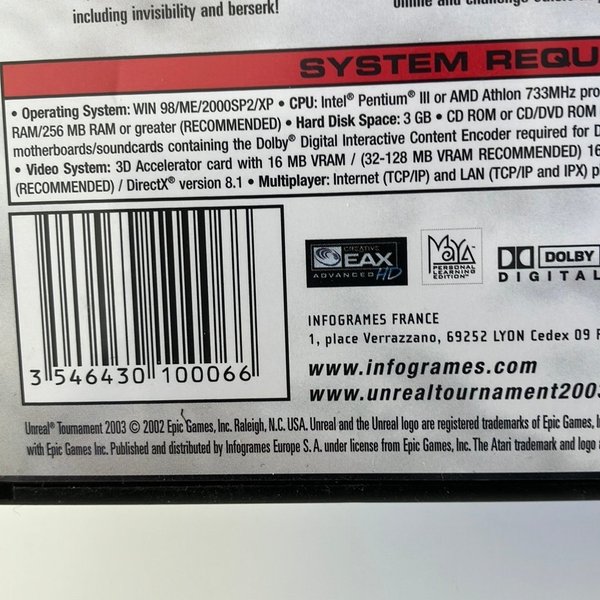 including invisibility and berserk!
SYSTEM REQU
• Operating System: WIN 98/ME/2000SP2/XP • CPU: Intel® Pentium® III or AMD Athlon 733MHz pro
RAM/256 MB RAM or greater (RECOMMENDED) • Hard Disk Space: 3 GB • CD ROM or CD/DVD ROM
motherboards/soundcards containing the Dolby® Digital Interactive Content Encoder required for D
• Video System: 3D Accelerator card with 16 MB VRAM / (32-128 MB VRAM RECOMMENDED) 16
(RECOMMENDED) / DirectX® version 8.1 • Multiplayer: Internet (TCP/IP) and LAN (TCP/IP and IPX) pl
CREATIVE
EAX
ADVANCED HD
MAYA
PERSONAL
LEARNING
EDITION™
DOLBY
DIGITAL
INFOGRAMES FRANCE
1, place Verrazzano, 69252 LYON Cedex 09 F
www.infogrames.com
www.unrealtournament2003
3 546430 100066
Unreal® Tournament 2003 © 2002 Epic Games, Inc. Raleigh, N.C. USA. Unreal and the Unreal logo are registered trademarks of Epic Games, I
with Epic Games Inc. Published and distributed by Infogrames Europe S. A. under license from Epic Games, Inc. The Atari trademark and logo